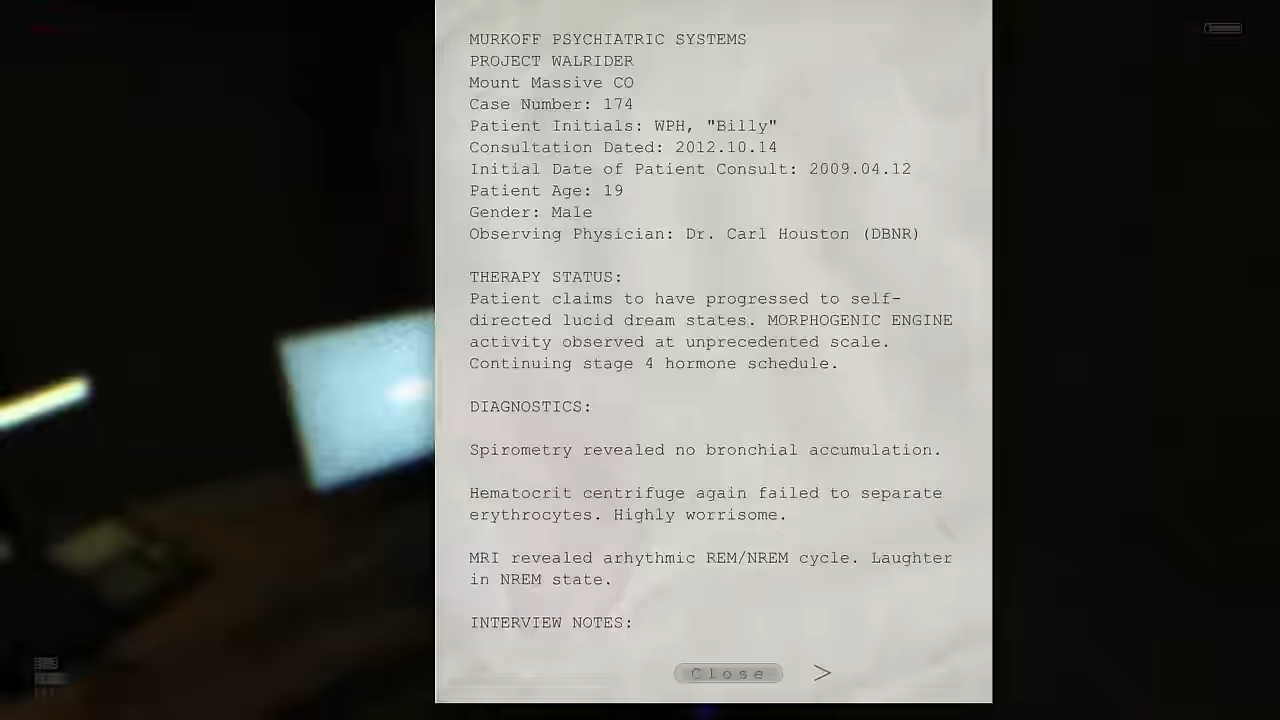 MURKOFF PSYCHIATRIC SYSTEMS
PROJECT WALRIDER
Mount Massive CO
Case Number: 174
Patient Initials: WPH, "Billy"
Consultation Dated: 2012.10.14
Initial Date of Patient Consult: 2009.04.12
Patient Age: 19
Gender: Male
Observing Physician: Dr. Carl Houston (DBNR)
THERAPY STATUS:
Patient claims to have progressed to self-
directed lucid dream states. MORPHOGENIC ENGINE
activity observed at unprecedented scale.
Continuing stage 4 hormone schedule.
DIAGNOSTICS:
Spirometry revealed no bronchial accumulation.
Hematocrit centrifuge again failed to separate
erythrocytes. Highly worrisome.
MRI revealed arhythmic REM/NREM cycle. Laughter
in NREM state.
INTERVIEW NOTES:
Close >